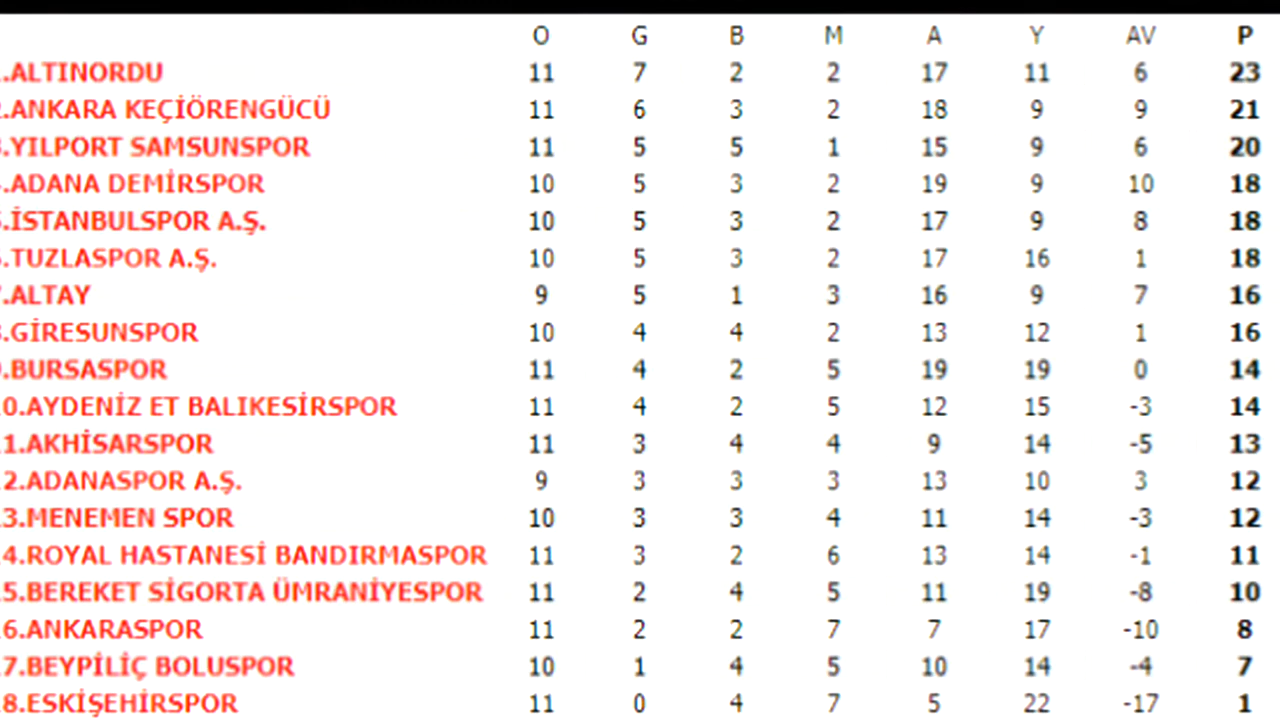 O G B M A Y AV P
.ALTINORDU 11 7 2 2 17 11 6 23
.ANKARA KEÇİÖRENGÜCÜ 11 6 3 2 18 9 9 21
.YILPORT SAMSUNSPOR 11 5 5 1 15 9 6 20
.ADANA DEMİRSPOR 10 5 3 2 19 9 10 18
.İSTANBULSPOR A.Ş. 10 5 3 2 17 9 8 18
.TUZLASPOR A.Ş. 10 5 3 2 17 16 1 18
.ALTAY 9 5 1 3 16 9 7 16
.GİRESUNSPOR 10 4 4 2 13 12 1 16
.BURSASPOR 11 4 2 5 19 19 0 14
0.AYDENİZ ET BALIKESİRSPOR 11 4 2 5 12 15 -3 14
1.AKHİSARSPOR 11 3 4 4 9 14 -5 13
2.ADANASPOR A.Ş. 9 3 3 3 13 10 3 12
3.MENEMEN SPOR 10 3 3 4 11 14 -3 12
4.ROYAL HASTANESİ BANDIRMASPOR 11 3 2 6 13 14 -1 11
5.BEREKET SİGORTA ÜMRANİYESPOR 11 2 4 5 11 19 -8 10
6.ANKARASPOR 11 2 2 7 7 17 -10 8
7.BEYPİLİÇ BOLUSPOR 10 1 4 5 10 14 -4 7
8.ESKİŞEHİRSPOR 11 0 4 7 5 22 -17 1